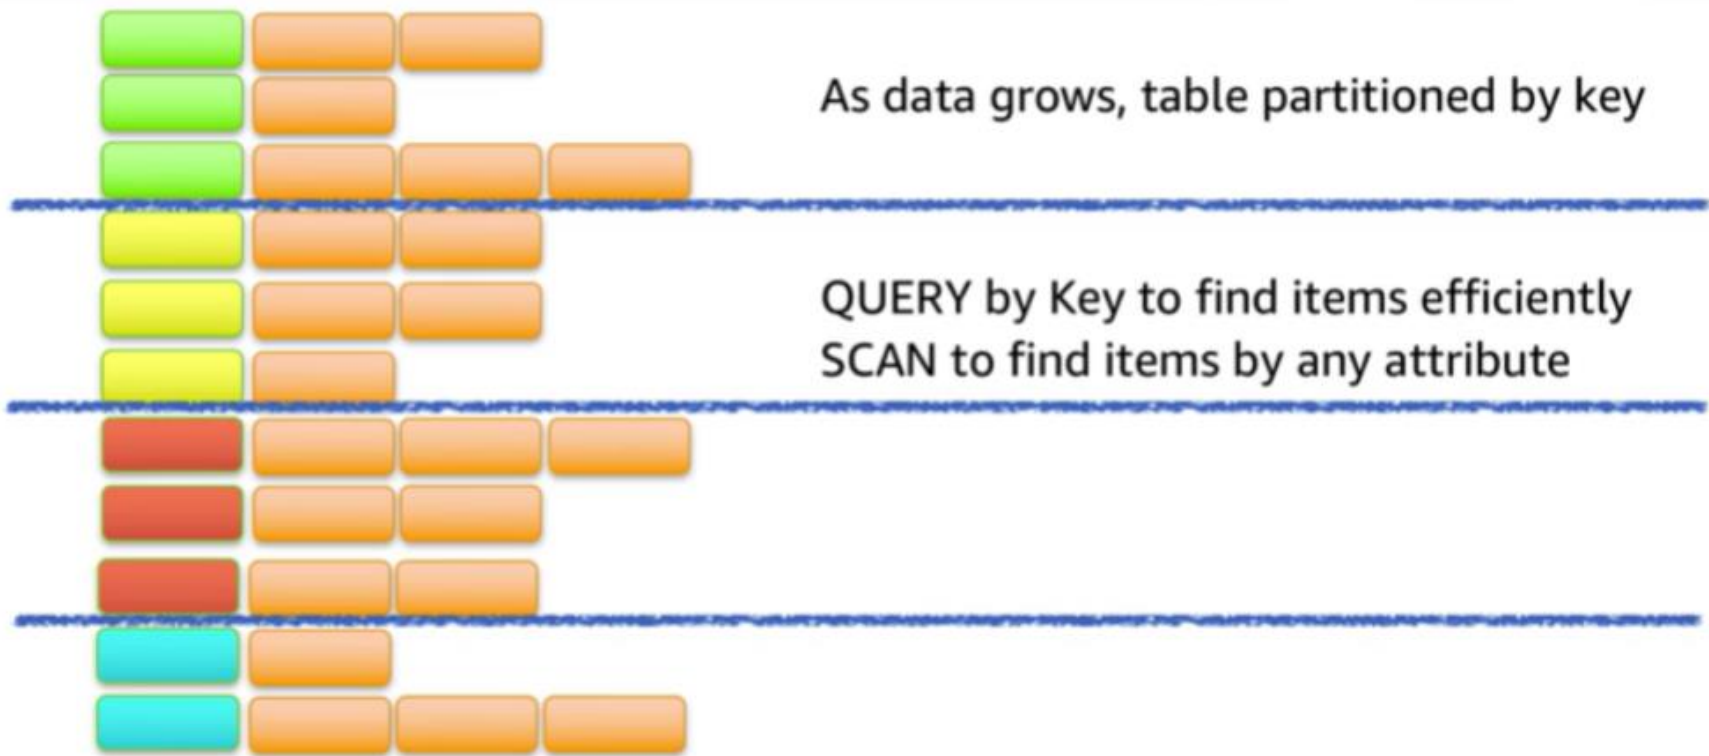 As data grows, table partitioned by key
QUERY by Key to find items efficiently
SCAN to find items by any attribute